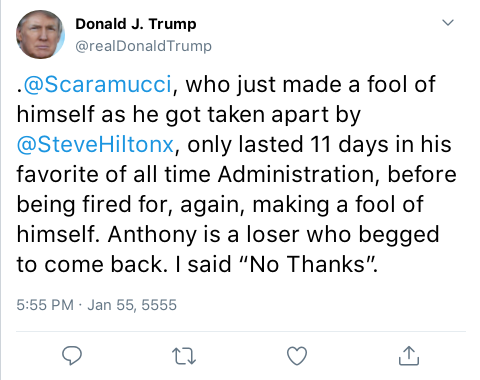 Donald J. Trump
@realDonaldTrump
.@Scaramucci, who just made a fool of
himself as he got taken apart by
@SteveHiltonx, only lasted 11 days in his
favorite of all time Administration, before
being fired for, again, making a fool of
himself. Anthony is a loser who begged
to come back. I said “No Thanks”.
5:55 PM · Jan 55, 5555